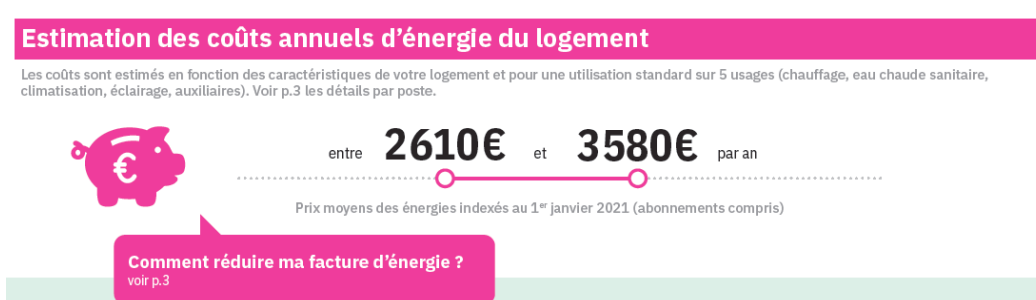 Estimation des coûts annuels d’énergie du logement
Les coûts sont estimés en fonction des caractéristiques de votre logement et pour une utilisation standard sur 5 usages (chauffage, eau chaude sanitaire,
climatisation, éclairage, auxiliaires). Voir p.3 les détails par poste.
€
entre 2610€ et 3580€ par an
Prix moyens des énergies indexés au 1er janvier 2021 (abonnements compris)
Comment réduire ma facture d’énergie ?
voir p.3